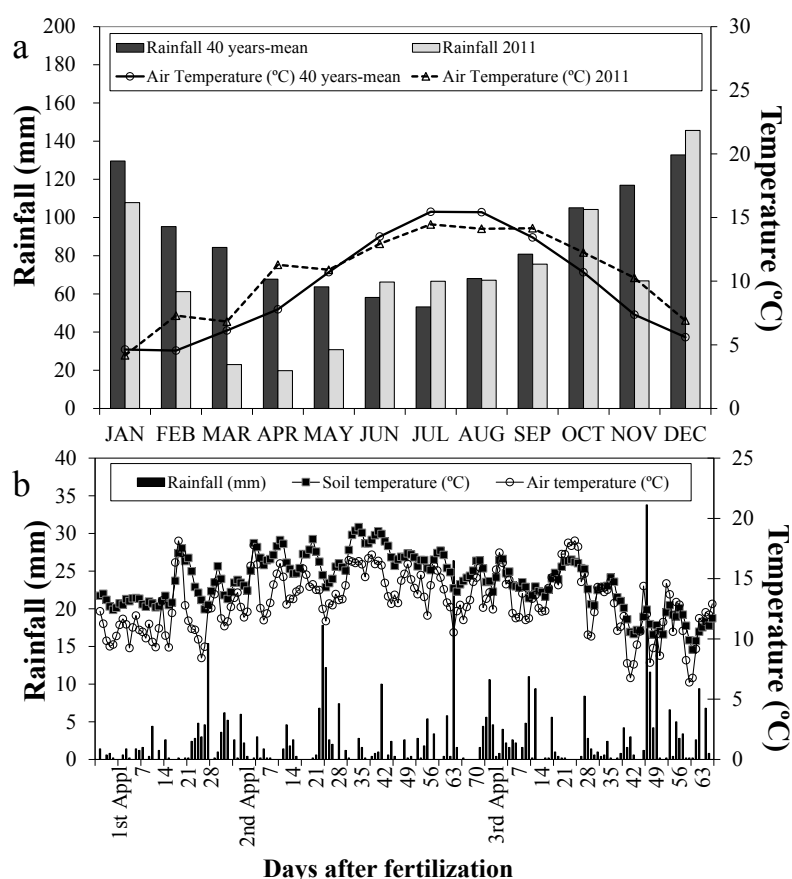 a
Rainfall 40 years-mean
Rainfall 2011
Air Temperature (ºC) 40 years-mean
Air Temperature (ºC) 2011
Rainfall (mm)
200
180
160
140
120
100
80
60
40
20
0
Temperature (ºC)
30
25
20
15
10
5
0
JAN FEB MAR APR MAY JUN JUL AUG SEP OCT NOV DEC
b
Rainfall (mm)
Soil temperature (ºC)
Air temperature (ºC)
Rainfall (mm)
40
35
30
25
20
15
10
5
0
Temperature (ºC)
25
20
15
10
5
0
1st Appl 7 14 21 28 2nd Appl 7 14 21 28 35 42 49 56 63 70 3rd Appl 7 14 21 28 35 42 49 56 63
Days after fertilization